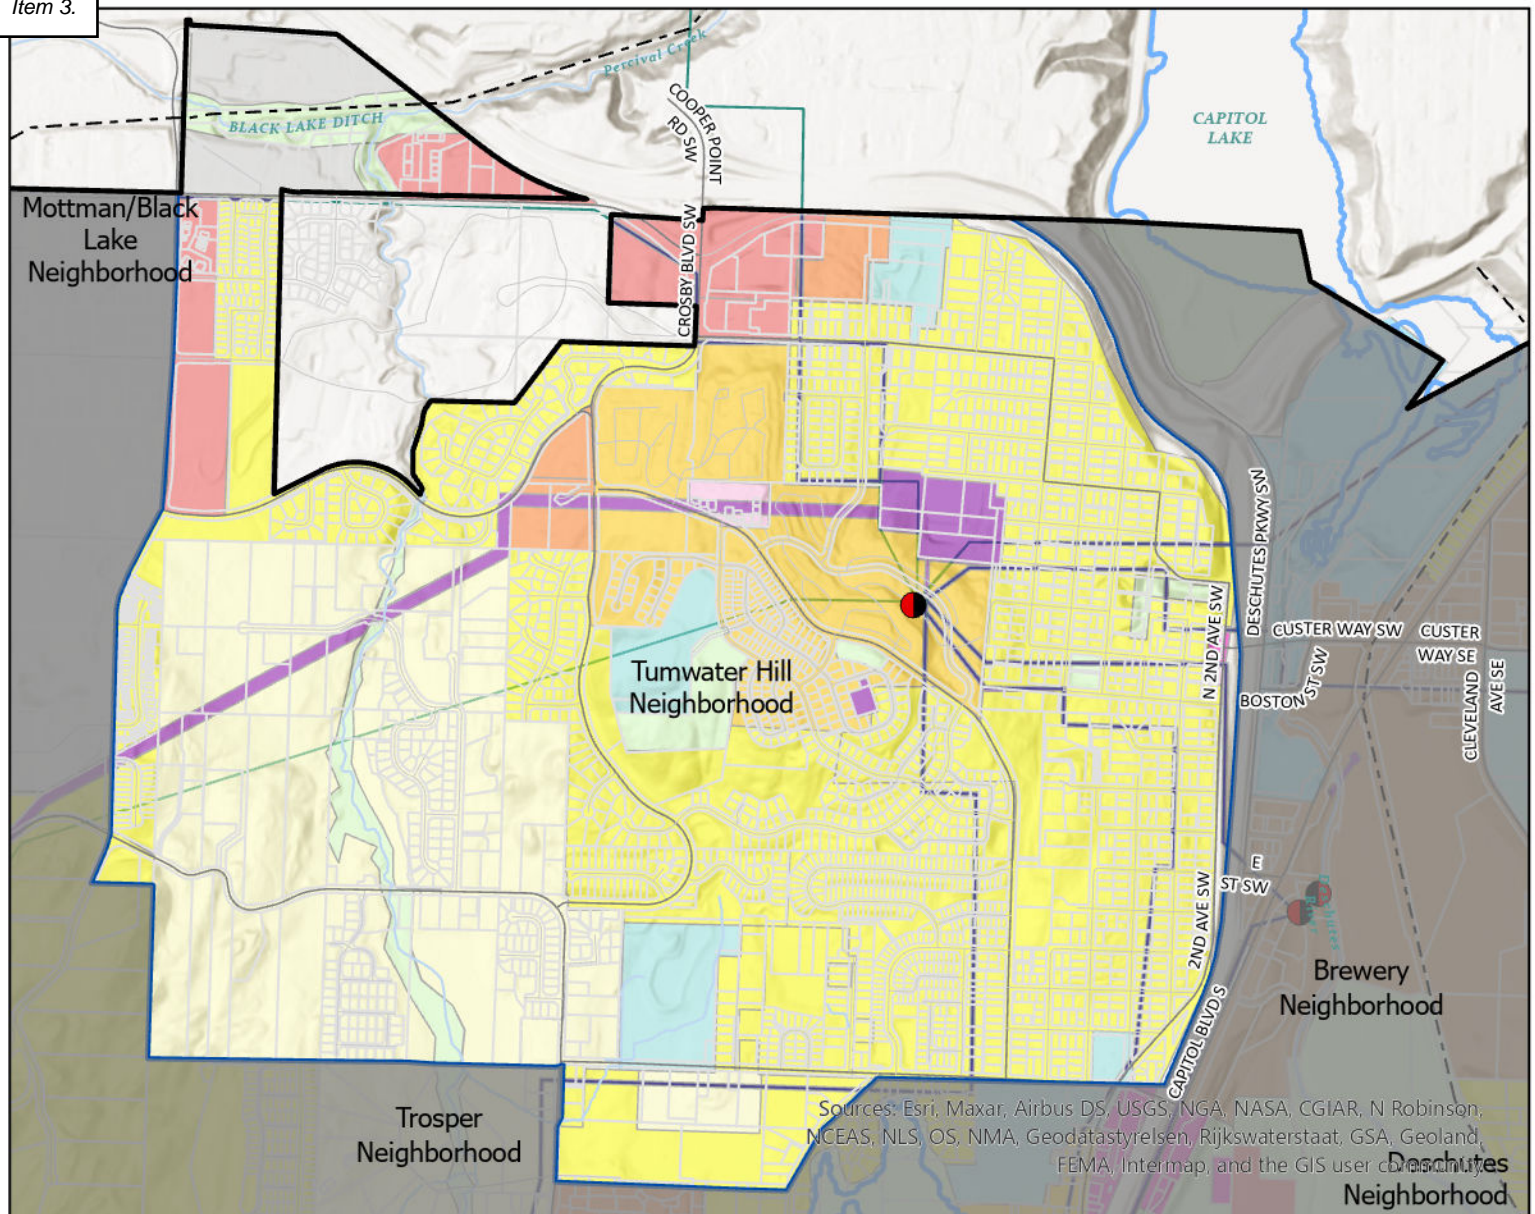 Item 3.
Percival Creek
COOPER POINT
RD SW
BLACK LAKE DITCH
CAPITOL
LAKE
Mottman/Black
Lake
Neighborhood
CROSBY BLVD SW
DESCHUTES PKWY SW
N 2ND AVE SW
CUSTER WAY SW
CUSTER
WAY SE
BOSTON
ST SW
CLEVELAND
AVE SE
Tumwater Hill
Neighborhood
E
ST SW
2ND AVE SW
Brewery
Neighborhood
CAPITOL BLVD S
Trosper
Neighborhood
Sources: Esri, Maxar, Airbus DS, USGS, NGA, NASA, CGIAR, N Robinson,
NCEAS, NLS, OS, NMA, Geodatastyrelsen, Rijkswaterstaat, GSA, Geoland,
FEMA, Intermap, and the GIS user community
Deschutes
Neighborhood